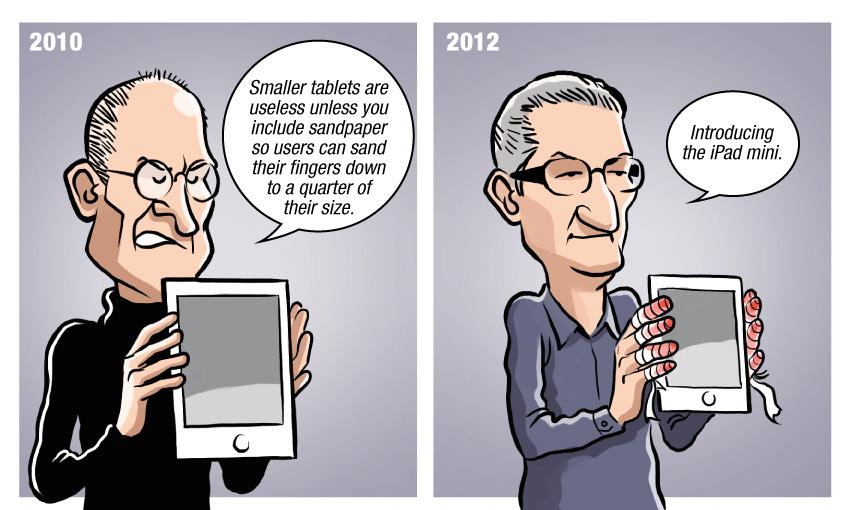 2010
Smaller tablets are
useless unless you
include sandpaper
so users can sand
their fingers down
to a quarter of
their size.
2012
Introducing
the iPad mini.